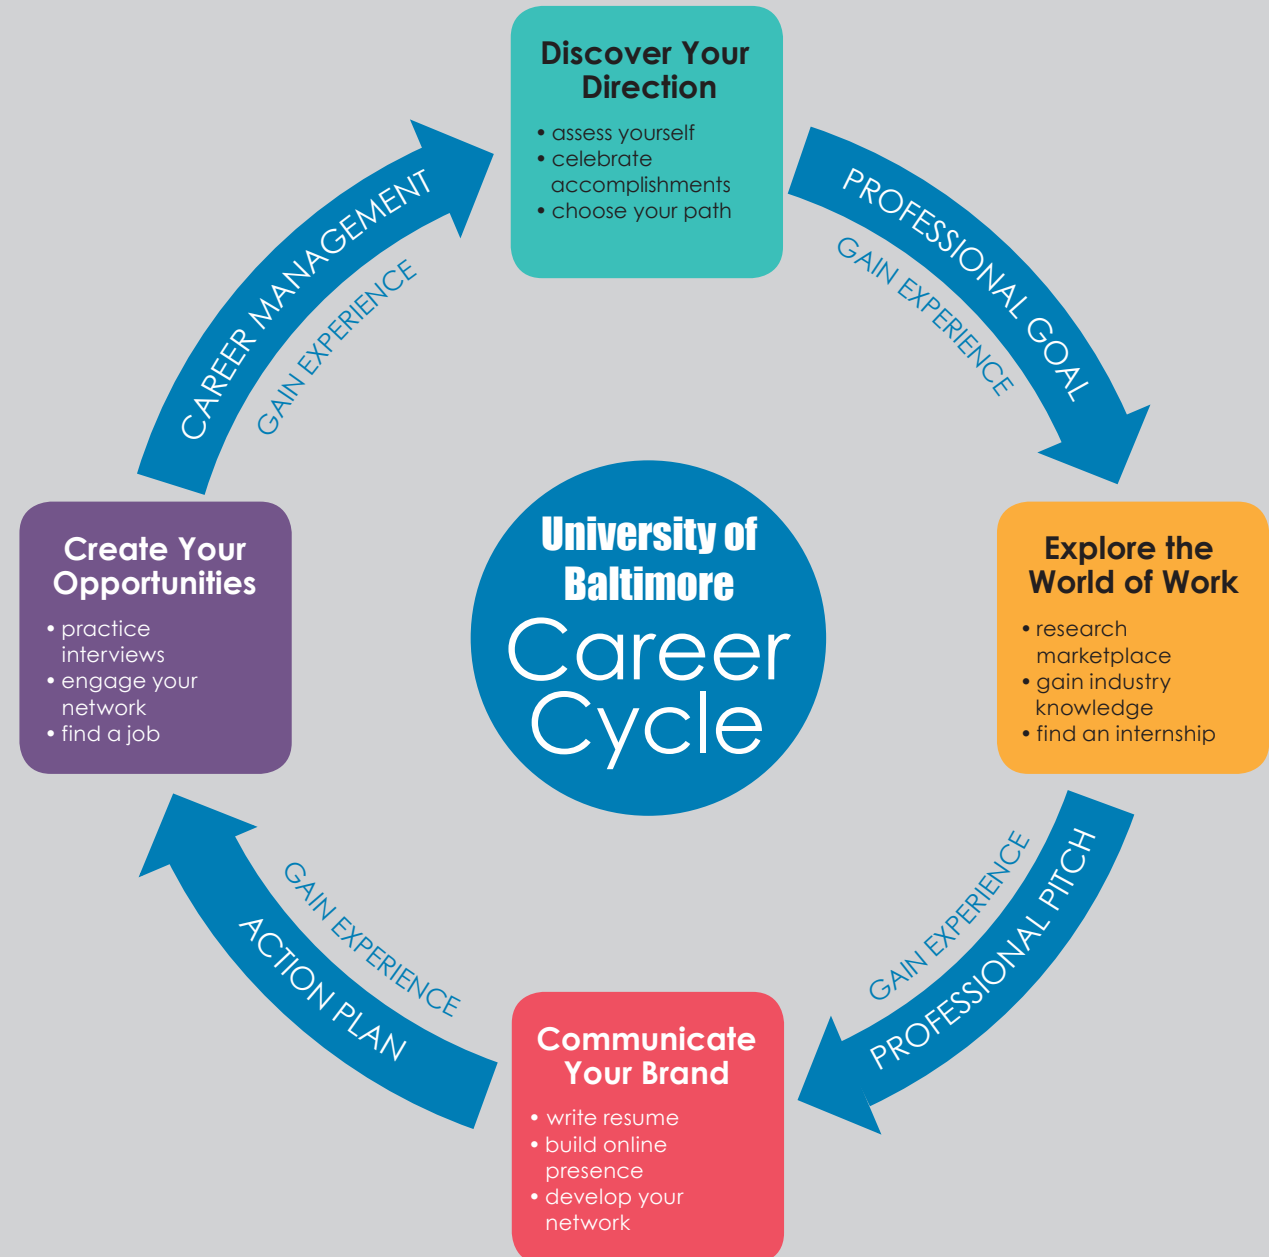 Discover Your
Direction
• assess yourself
• celebrate
accomplishments
• choose your path
PROFESSIONAL GOAL
GAIN EXPERIENCE
Explore the
World of Work
• research
marketplace
• gain industry
knowledge
• find an internship
PROFESSIONAL PITCH
GAIN EXPERIENCE
Communicate
Your Brand
• write resume
• build online
presence
• develop your
network
ACTION PLAN
GAIN EXPERIENCE
Create Your
Opportunities
• practice
interviews
• engage your
network
• find a job
CAREER MANAGEMENT
GAIN EXPERIENCE
University of
Baltimore
Career
Cycle